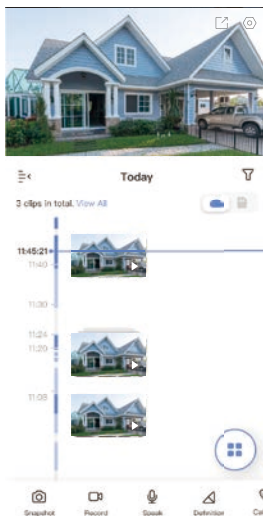 Today
3 clips in total. View All
11:45:21
11:40
11:30
11:24
11:20
11:08
Snapshot
Record
Speak
Definition